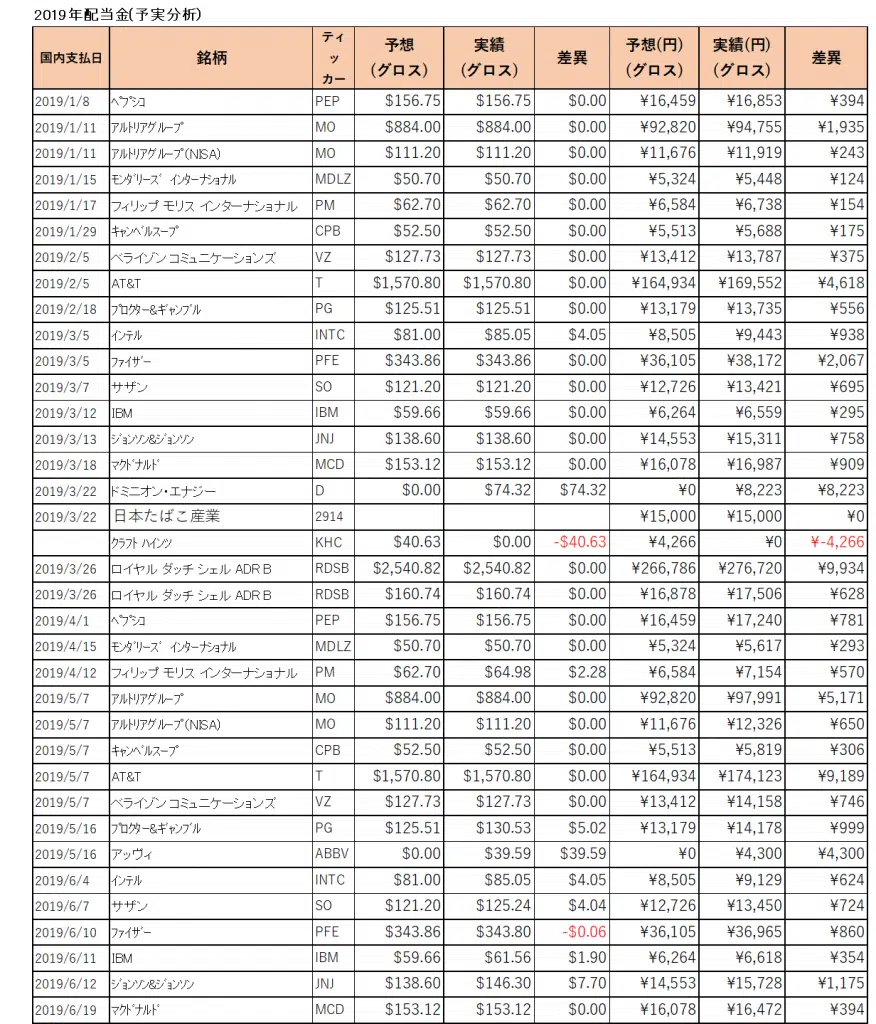 2019年配当金(予実分析)
国内支払日 銘柄 ティッカー 予想(グロス) 実績(グロス) 差異 予想(円)(グロス) 実績(円)(グロス) 差異
2019/1/8 ペプシコ PEP $156.75 $156.75 $0.00 ¥16,459 ¥16,853 ¥394
2019/1/11 アルトリアグループ MO $884.00 $884.00 $0.00 ¥92,820 ¥94,755 ¥1,935
2019/1/11 アルトリアグループ(NISA) MO $111.20 $111.20 $0.00 ¥11,676 ¥11,919 ¥243
2019/1/15 モンダリーズ インターナショナル MDLZ $50.70 $50.70 $0.00 ¥5,324 ¥5,448 ¥124
2019/1/17 フィリップ モリス インターナショナル PM $62.70 $62.70 $0.00 ¥6,584 ¥6,738 ¥154
2019/1/29 キャンベルスープ CPB $52.50 $52.50 $0.00 ¥5,513 ¥5,688 ¥175
2019/2/5 ベライゾン コミュニケーションズ VZ $127.73 $127.73 $0.00 ¥13,412 ¥13,787 ¥375
2019/2/5 AT&T T $1,570.80 $1,570.80 $0.00 ¥164,934 ¥169,552 ¥4,618
2019/2/18 プロクター&ギャンブル PG $125.51 $125.51 $0.00 ¥13,179 ¥13,735 ¥556
2019/3/5 インテル INTC $81.00 $85.05 $4.05 ¥8,505 ¥9,443 ¥938
2019/3/5 ファイザー PFE $343.86 $343.86 $0.00 ¥36,105 ¥38,172 ¥2,067
2019/3/7 サザン SO $121.20 $121.20 $0.00 ¥12,726 ¥13,421 ¥695
2019/3/12 IBM IBM $59.66 $59.66 $0.00 ¥6,264 ¥6,559 ¥295
2019/3/13 ジョンソン&ジョンソン JNJ $138.60 $138.60 $0.00 ¥14,553 ¥15,311 ¥758
2019/3/18 マクドナルド MCD $153.12 $153.12 $0.00 ¥16,078 ¥16,987 ¥909
2019/3/22 ドミニオン・エナジー D $0.00 $74.32 $74.32 ¥0 ¥8,223 ¥8,223
2019/3/22 日本たばこ産業 2914 ¥15,000 ¥15,000 ¥0
クラフト ハインツ KHC $40.63 $0.00 -$40.63 ¥4,266 ¥0 ¥-4,266
2019/3/26 ロイヤル ダッチ シェル ADR B RDSB $2,540.82 $2,540.82 $0.00 ¥266,786 ¥276,720 ¥9,934
2019/3/26 ロイヤル ダッチ シェル ADR B RDSB $160.74 $160.74 $0.00 ¥16,878 ¥17,506 ¥628
2019/4/1 ペプシコ PEP $156.75 $156.75 $0.00 ¥16,459 ¥17,240 ¥781
2019/4/15 モンダリーズ インターナショナル MDLZ $50.70 $50.70 $0.00 ¥5,324 ¥5,617 ¥293
2019/4/12 フィリップ モリス インターナショナル PM $62.70 $64.98 $2.28 ¥6,584 ¥7,154 ¥570
2019/5/7 アルトリアグループ MO $884.00 $884.00 $0.00 ¥92,820 ¥97,991 ¥5,171
2019/5/7 アルトリアグループ(NISA) MO $111.20 $111.20 $0.00 ¥11,676 ¥12,326 ¥650
2019/5/7 キャンベルスープ CPB $52.50 $52.50 $0.00 ¥5,513 ¥5,819 ¥306
2019/5/7 AT&T T $1,570.80 $1,570.80 $0.00 ¥164,934 ¥174,123 ¥9,189
2019/5/7 ベライゾン コミュニケーションズ VZ $127.73 $127.73 $0.00 ¥13,412 ¥14,158 ¥746
2019/5/16 プロクター&ギャンブル PG $125.51 $130.53 $5.02 ¥13,179 ¥14,178 ¥999
2019/5/16 アッヴィ ABBV $0.00 $39.59 $39.59 ¥0 ¥4,300 ¥4,300
2019/6/4 インテル INTC $81.00 $85.05 $4.05 ¥8,505 ¥9,129 ¥624
2019/6/7 サザン SO $121.20 $125.24 $4.04 ¥12,726 ¥13,450 ¥724
2019/6/10 ファイザー PFE $343.86 $343.80 -$0.06 ¥36,105 ¥36,965 ¥860
2019/6/11 IBM IBM $59.66 $61.56 $1.90 ¥6,264 ¥6,618 ¥354
2019/6/12 ジョンソン&ジョンソン JNJ $138.60 $146.30 $7.70 ¥14,553 ¥15,728 ¥1,175
2019/6/19 マクドナルド MCD $153.12 $153.12 $0.00 ¥16,078 ¥16,472 ¥394